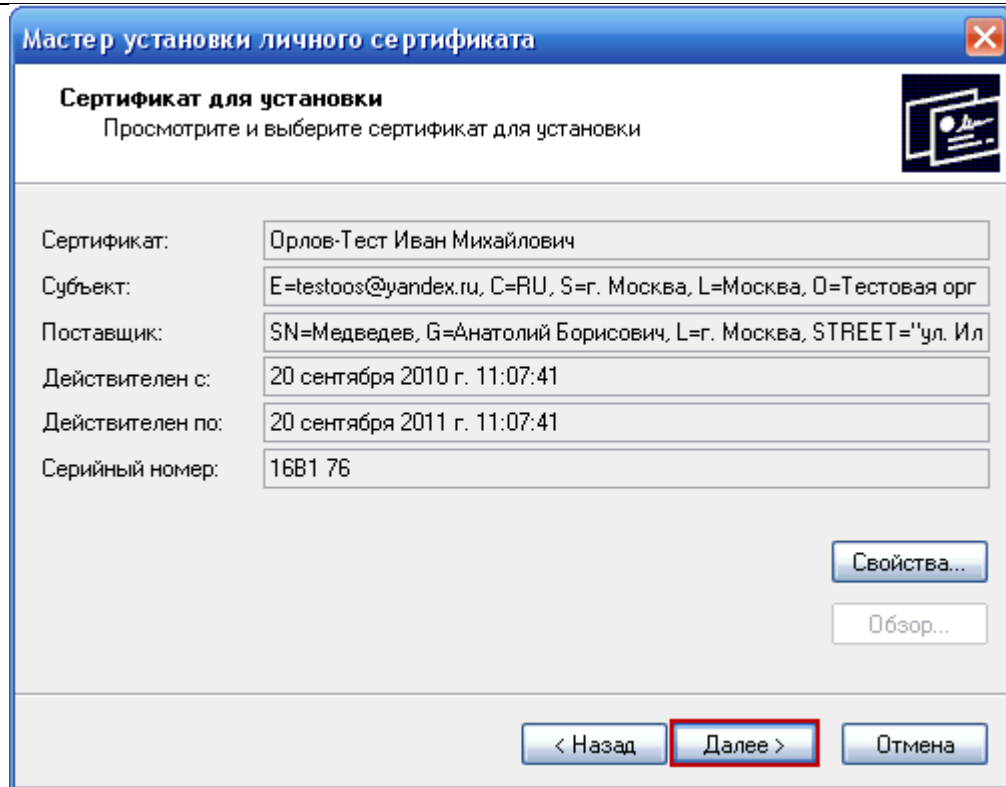 Мастер установки личного сертификата
Сертификат для установки
Просмотрите и выберите сертификат для установки
Сертификат: Орлов-Тест Иван Михайлович
Субъект: E=testoos@yandex.ru, C=RU, S=г. Москва, L=Москва, O=Тестовая орг
Поставщик: SN=Медведев, G=Анатолий Борисович, L=г. Москва, STREET="ул. Ил
Действителен с: 20 сентября 2010 г. 11:07:41
Действителен по: 20 сентября 2011 г. 11:07:41
Серийный номер: 16B1 76
Свойства...
Обзор...
< Назад Далее > Отмена